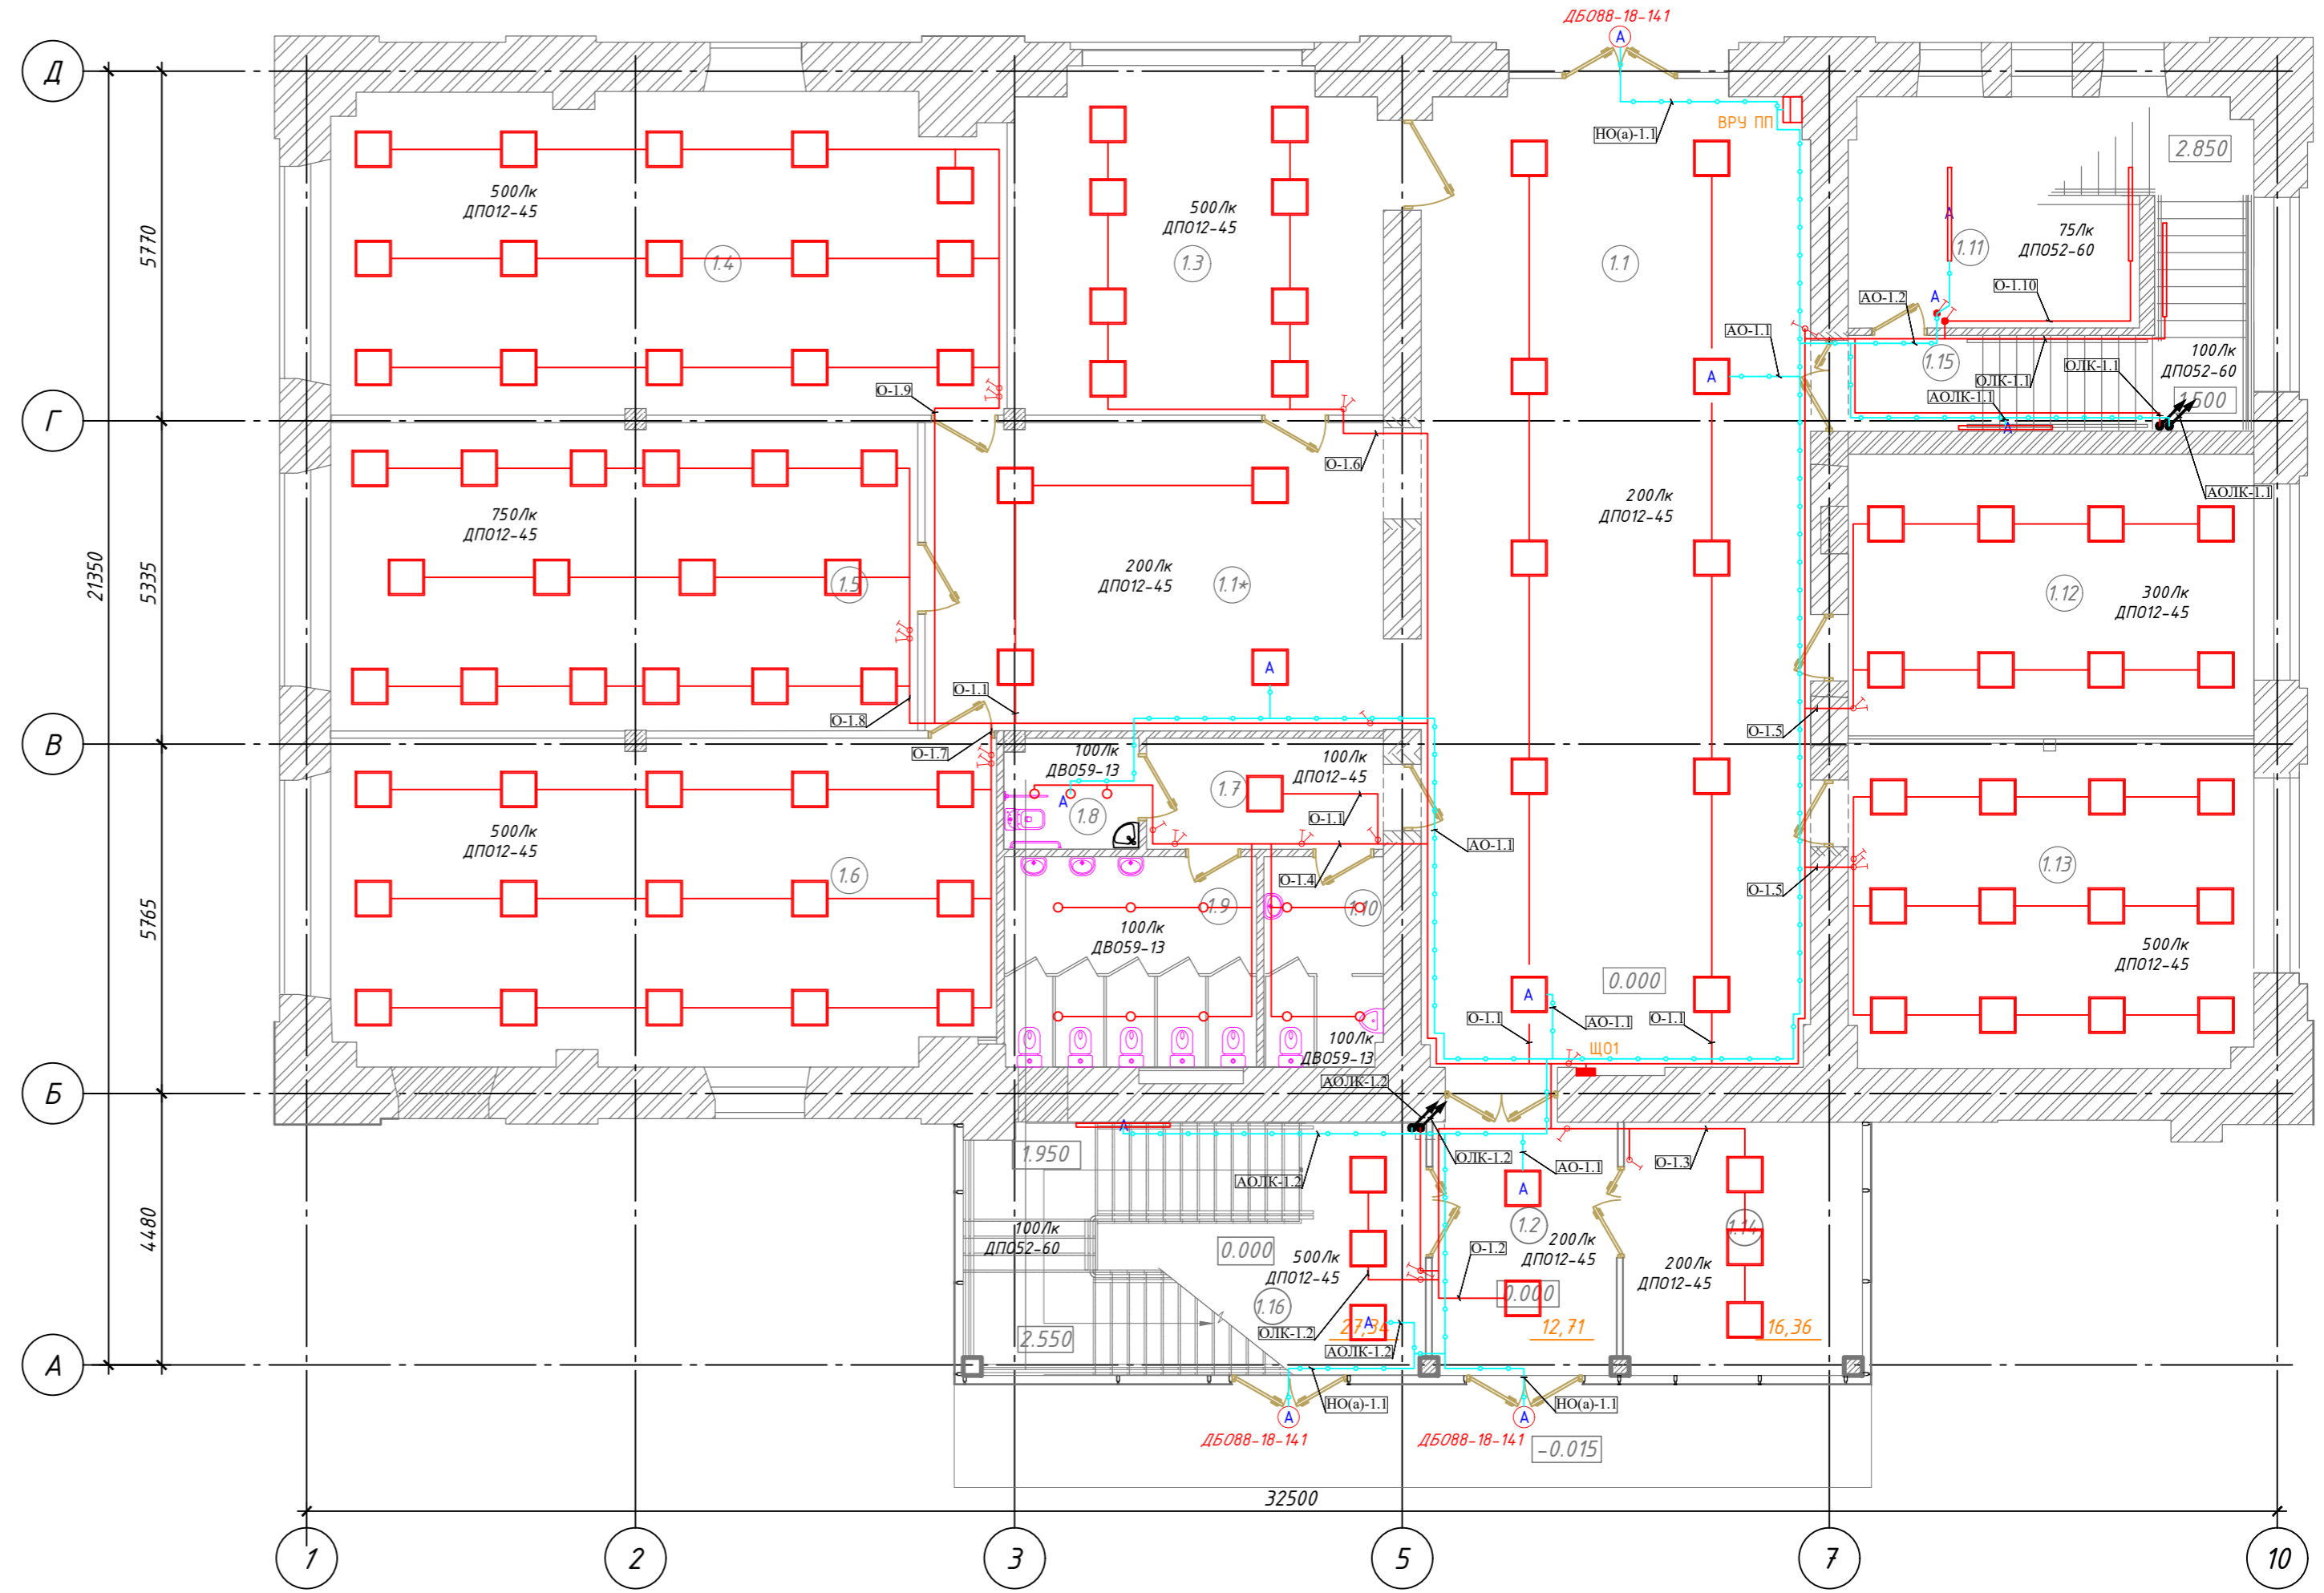 ДБО88-18-141
А
Д
НО(а)-1.1
ВРУ ПП
2.850
500Лк
ДПО12-45
500Лк
ДПО12-45
1.4
1.3
1.1
А
75Лк
ДПО52-60
1.11
5770
О-1.10
А
АО-1.2
АО-1.1
А
1.15
100Лк
ДПО52-60
ОЛК-1.1
ОЛК-1.1
О-1.9
АОЛК-1.1
1.500
Г
А
О-1.6
АОЛК-1.1
750Лк
ДПО12-45
200Лк
ДПО12-45
21350
5335
1.5
200Лк
ДПО12-45
1.1*
300Лк
ДПО12-45
1.12
А
О-1.1
О-1.8
О-1.5
В
О-1.7
100Лк
ДВО59-13
100Лк
ДПО12-45
1.7
А
1.8
О-1.1
500Лк
ДПО12-45
АО-1.1
1.6
О-1.4
О-1.5
1.13
1.9
1.10
5765
100Лк
ДВО59-13
500Лк
ДПО12-45
0.000
А
О-1.1
АО-1.1
О-1.1
100Лк
ДВО59-13
ЩО1
Б
АОЛК-1.2
А
1.950
ОЛК-1.2
АО-1.1
О-1.3
АОЛК-1.2
А
4480
100Лк
ДПО52-60
0.000
500Лк
ДПО12-45
О-1.2
1.2
200Лк
ДПО12-45
1.14
200Лк
ДПО12-45
1.16
0.000
2.550
ОЛК-1.2
А
27,34
12,71
16,36
АОЛК-1.2
А
НО(а)-1.1
НО(а)-1.1
А
А
ДБО88-18-141
ДБО88-18-141
-0.015
32500
1
2
3
5
7
10